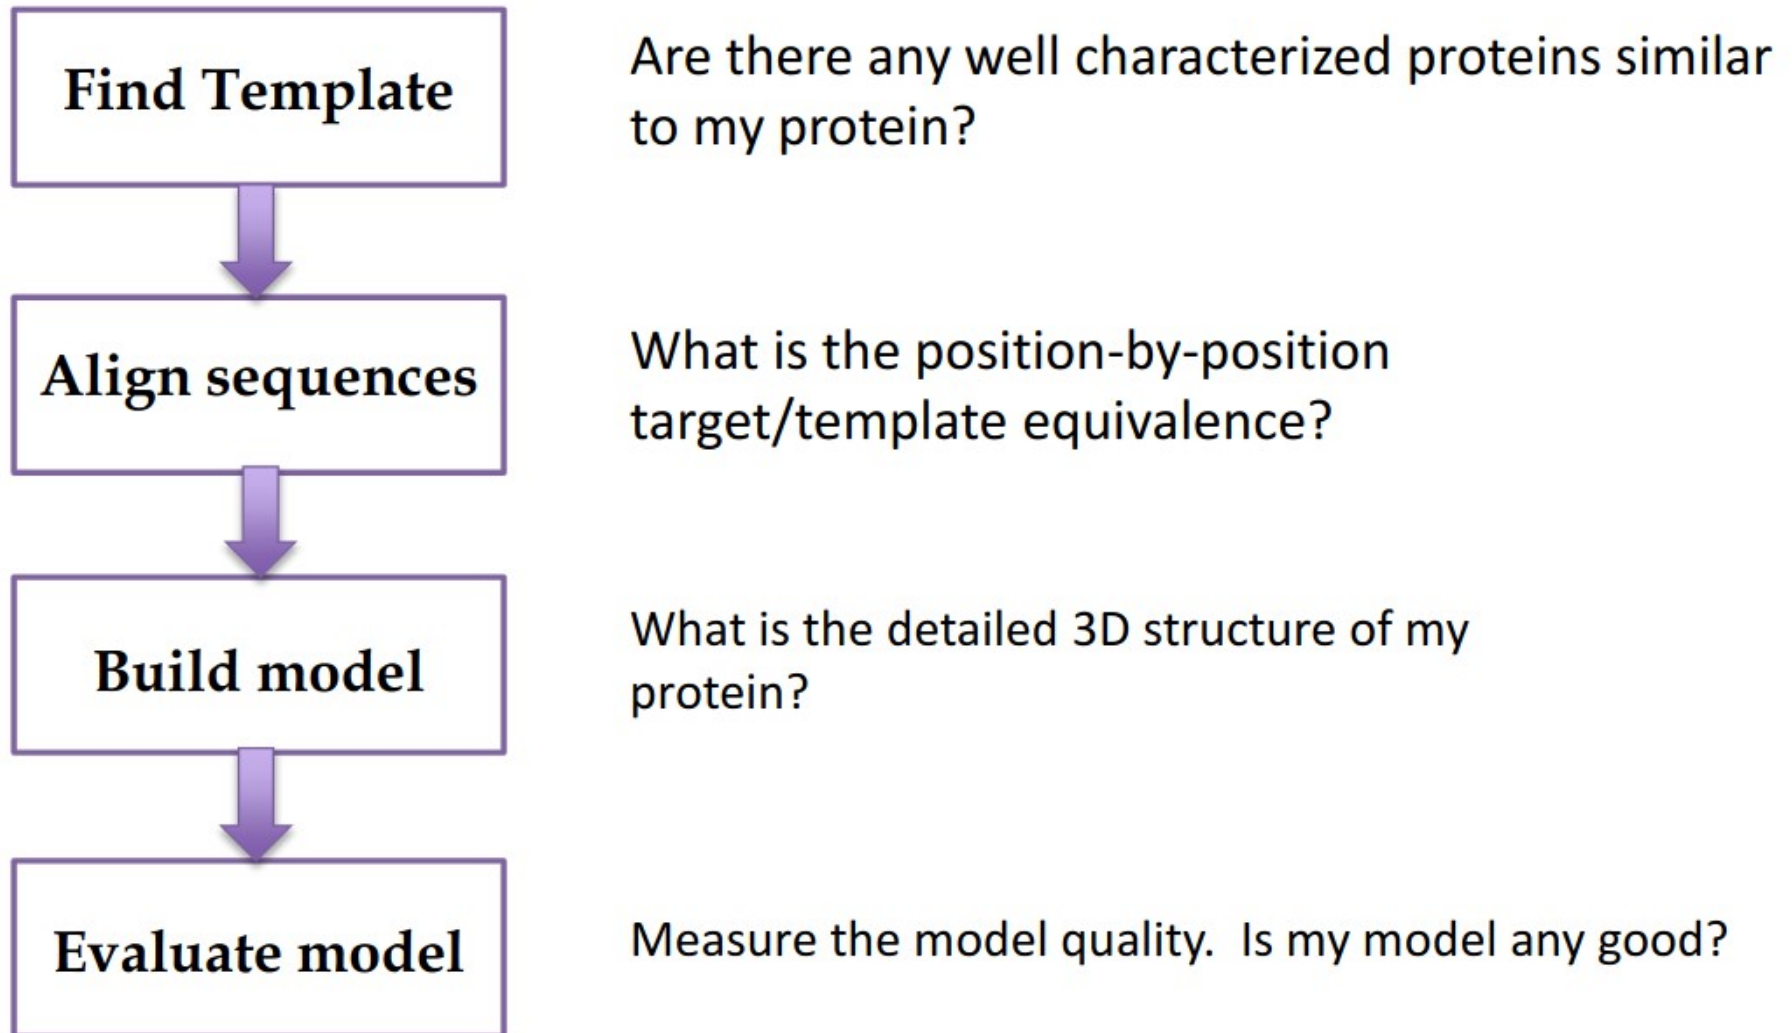 Find Template
Are there any well characterized proteins similar
to my protein?
Align sequences
What is the position-by-position
target/template equivalence?
Build model
What is the detailed 3D structure of my
protein?
Evaluate model
Measure the model quality.  Is my model any good?